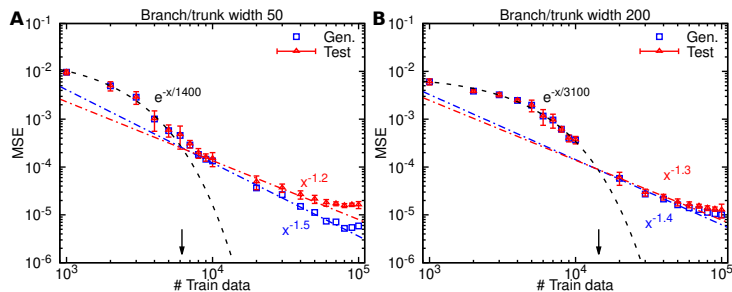 A
Branch/trunk width 50
Gen.
Test
e^-x/1400
x^-1.2
x^-1.5
MSE
10^-1
10^-2
10^-3
10^-4
10^-5
10^-6
10^3
10^4
10^5
# Train data
B
Branch/trunk width 200
Gen.
Test
e^-x/3100
x^-1.3
x^-1.4
MSE
10^-1
10^-2
10^-3
10^-4
10^-5
10^-6
10^3
10^4
10^5
# Train data